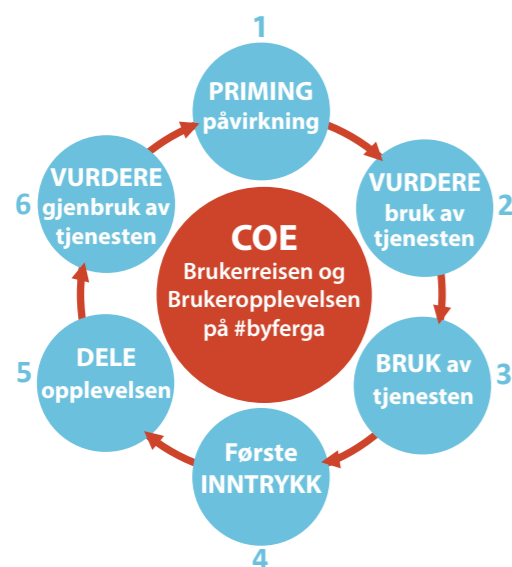 1
PRIMING
påvirkning
VURDERE
bruk av
tjenesten
2
BRUK av
tjenesten
3
Første
INNTRYKK
4
5
DELE
opplevelsen
6
VURDERE
gjenbruk av
tjenesten
COE
Brukerreisen og
Brukeropplevelsen
på #byferga